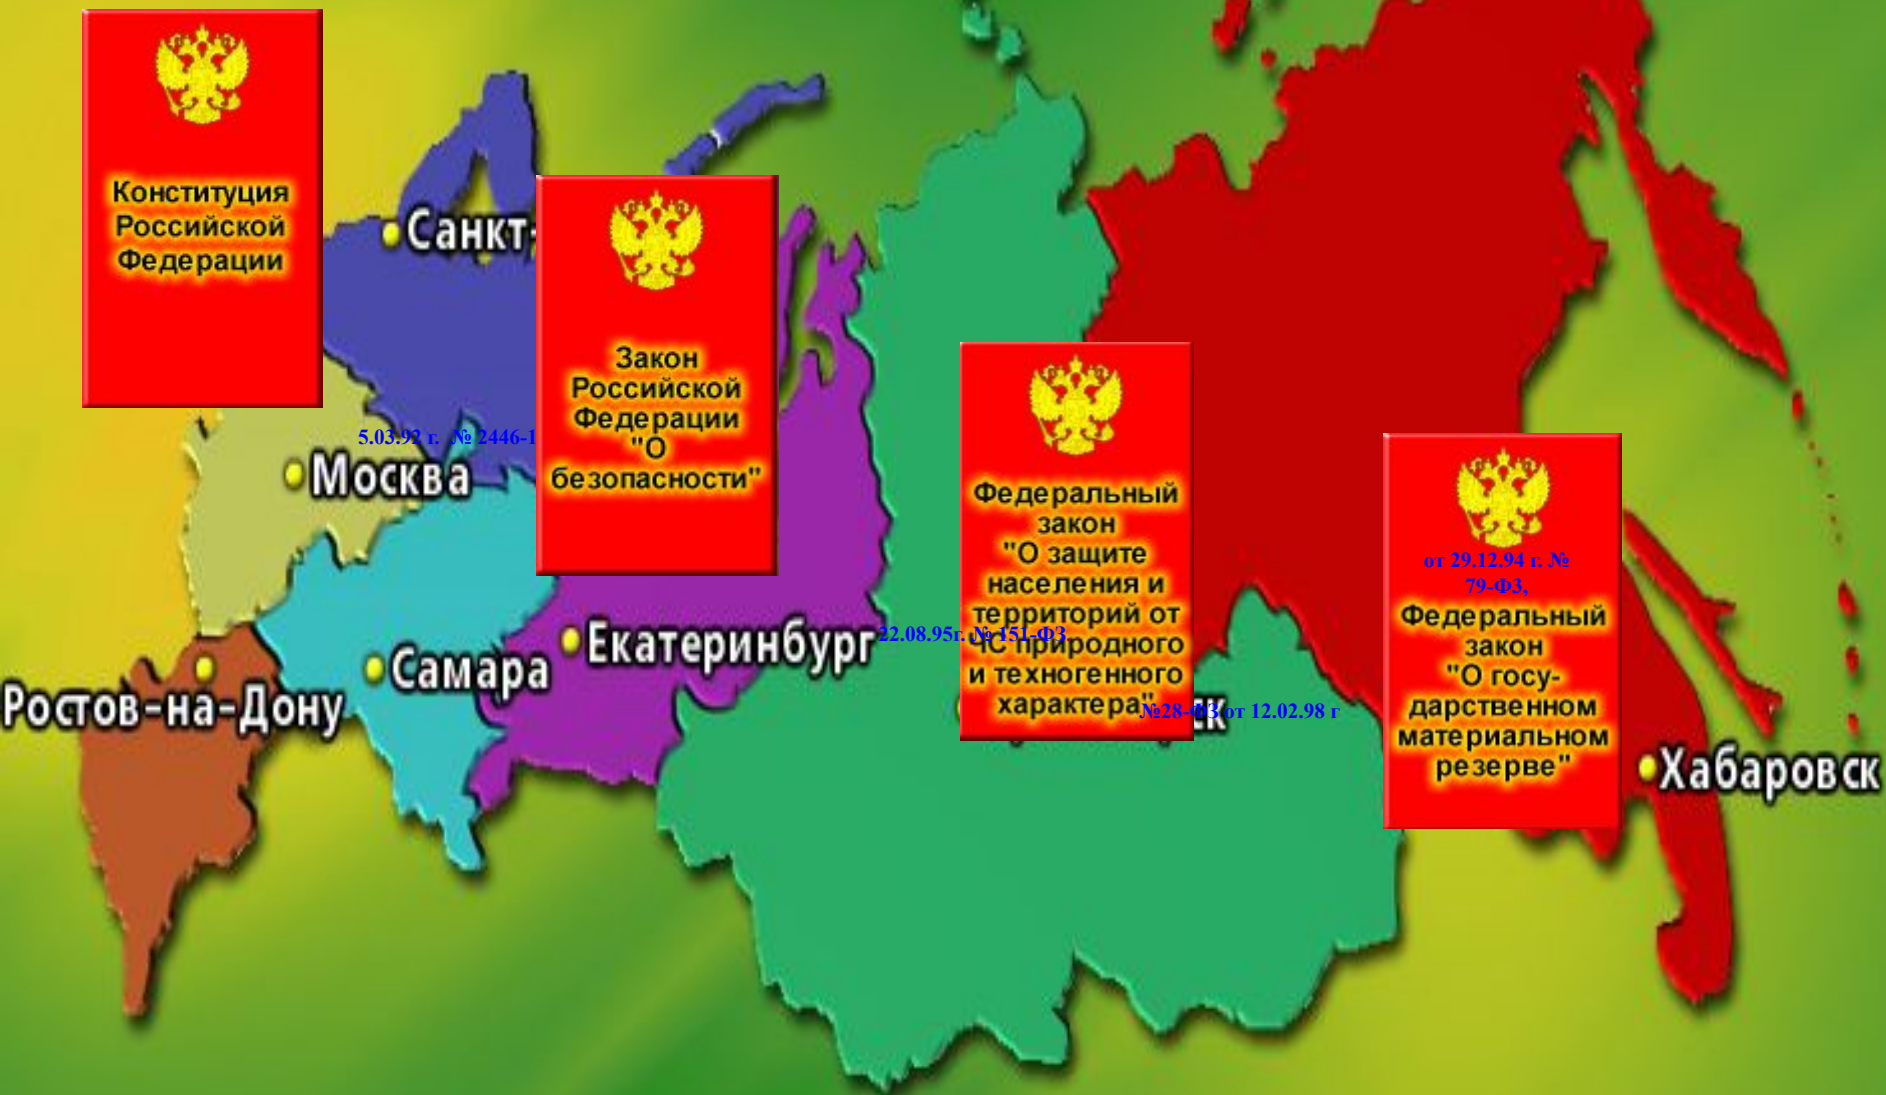 Конституция
Российской
Федерации
Санкт-
Закон
Российской
Федерации
"О
безопасности"
5.03.92 г. № 2446-1
Москва
Федеральный
закон
"О защите
населения и
территорий от
ЧС природного
и техногенного
характера"
22.08.95г. № 151-ФЗ
№28-ФЗ от 12.02.98 г
ск
от 29.12.94 г. №
79-ФЗ,
Федеральный
закон
"О госу-
дарственном
материальном
резерве"
Екатеринбург
Самара
Ростов-на-Дону
Хабаровск